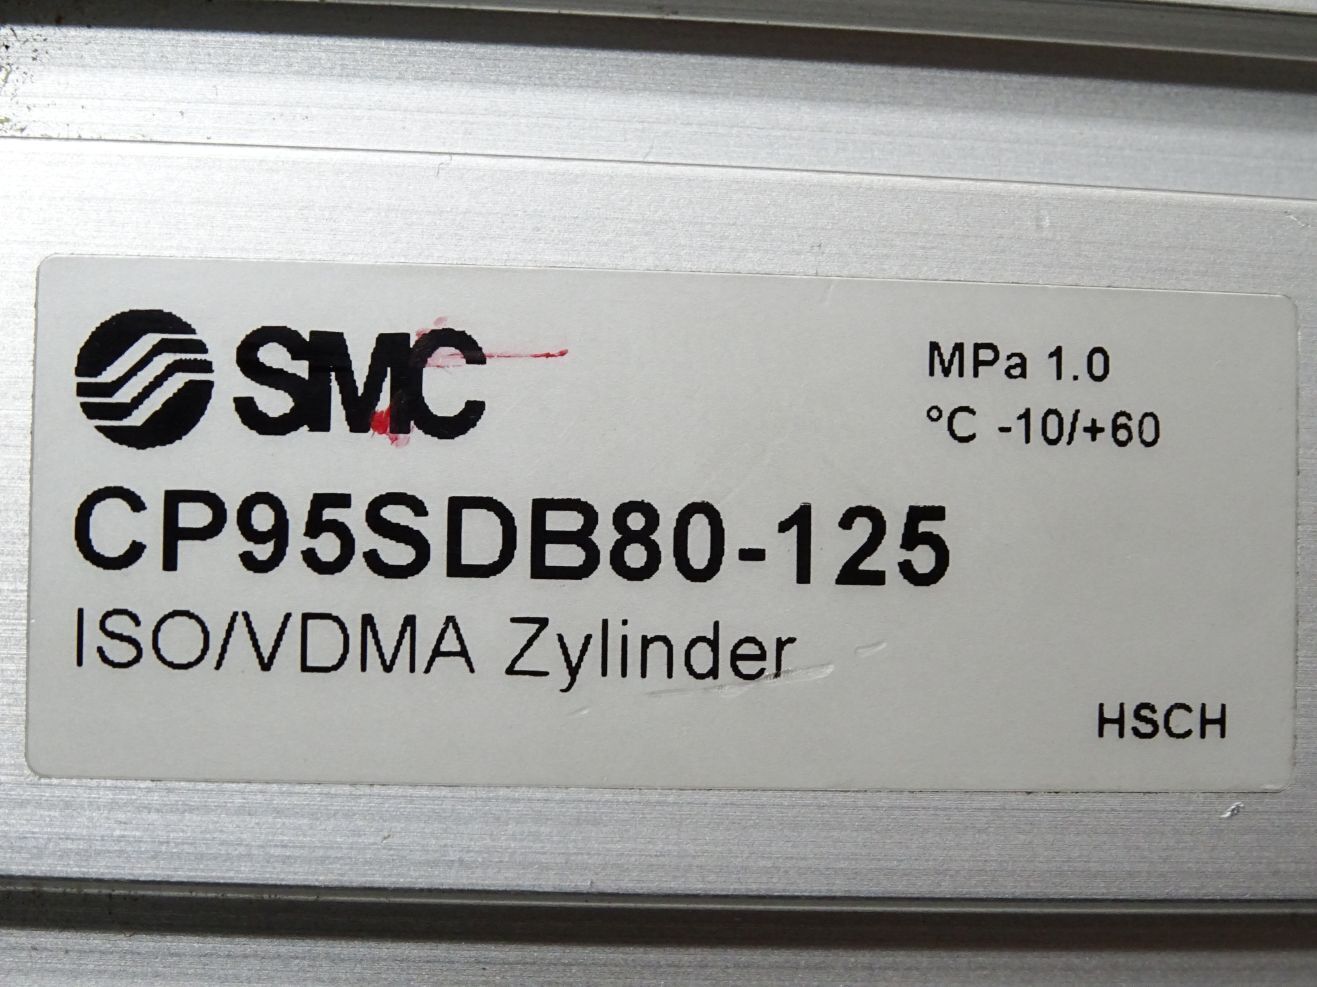 SMC
MPa 1.0
°C -10/+60
CP95SDB80-125
ISO/VDMA Zylinder
HSCH